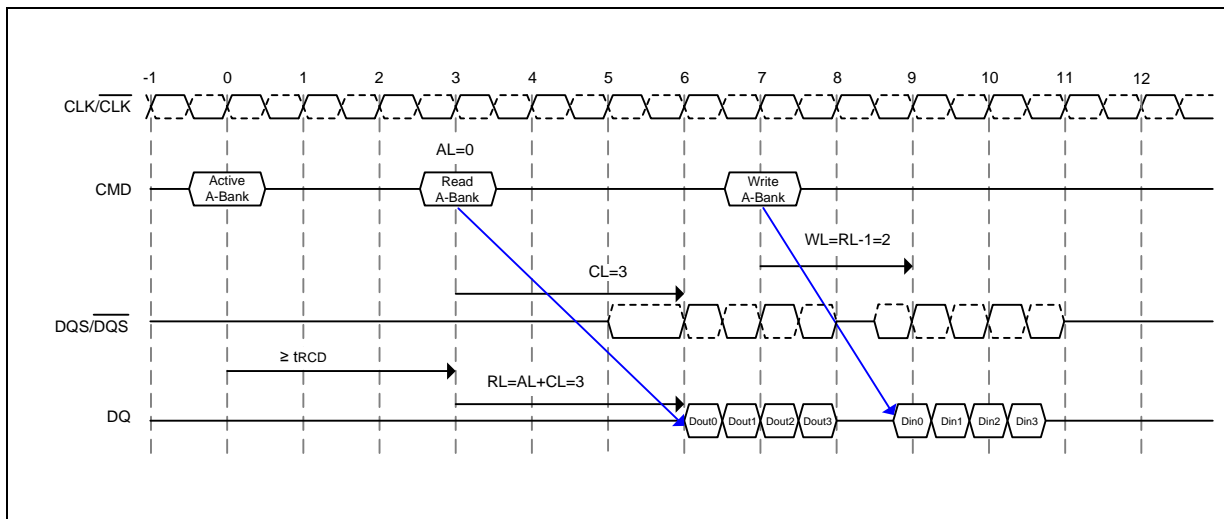 -1 0 1 2 3 4 5 6 7 8 9 10 11 12
CLK/CLK
AL=0
CMD
Active
A-Bank
Read
A-Bank
Write
A-Bank
WL=RL-1=2
CL=3
DQS/DQS
≥ tRCD
RL=AL+CL=3
DQ
Dout0 Dout1 Dout2 Dout3 Din0 Din1 Din2 Din3